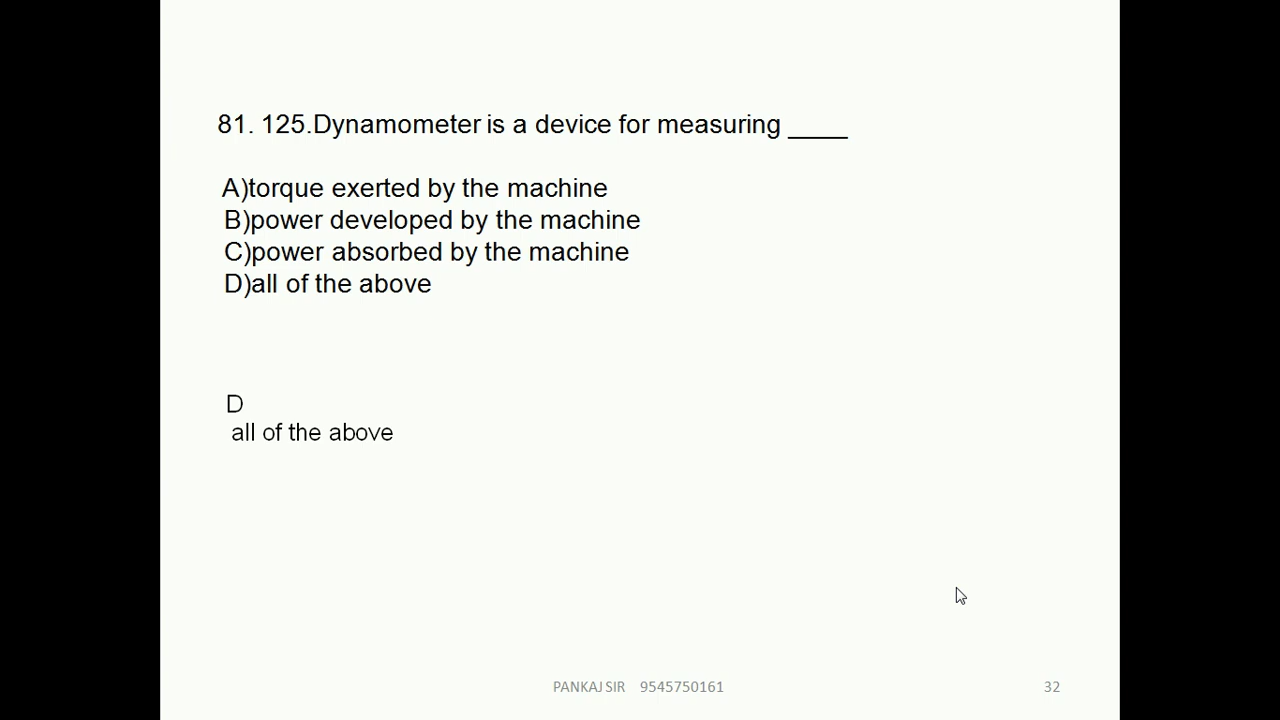 81. 125.Dynamometer is a device for measuring ____
A)torque exerted by the machine
B)power developed by the machine
C)power absorbed by the machine
D)all of the above
D
all of the above
PANKAJ SIR 9545750161
32